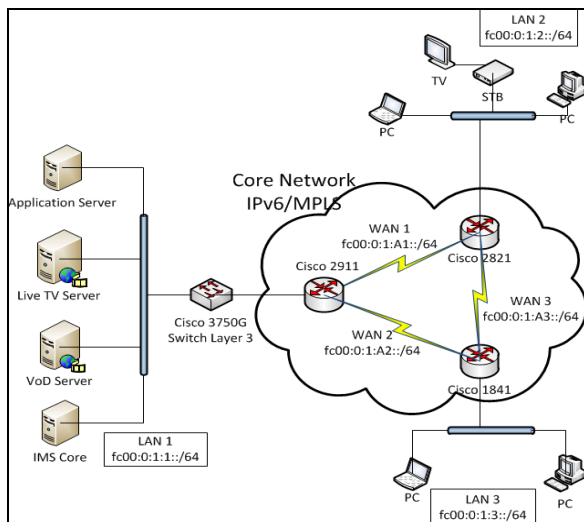 LAN 2
fc00:0:1:2::/64
TV
STB
PC
PC
Core Network
IPv6/MPLS
Application Server
WAN 1
fc00:0:1:A1::/64
Cisco 2821
Cisco 2911
Live TV Server
Cisco 3750G
Switch Layer 3
WAN 3
fc00:0:1:A3::/64
WAN 2
fc00:0:1:A2::/64
VoD Server
Cisco 1841
IMS Core
LAN 1
fc00:0:1:1::/64
PC
PC
LAN 3
fc00:0:1:3::/64